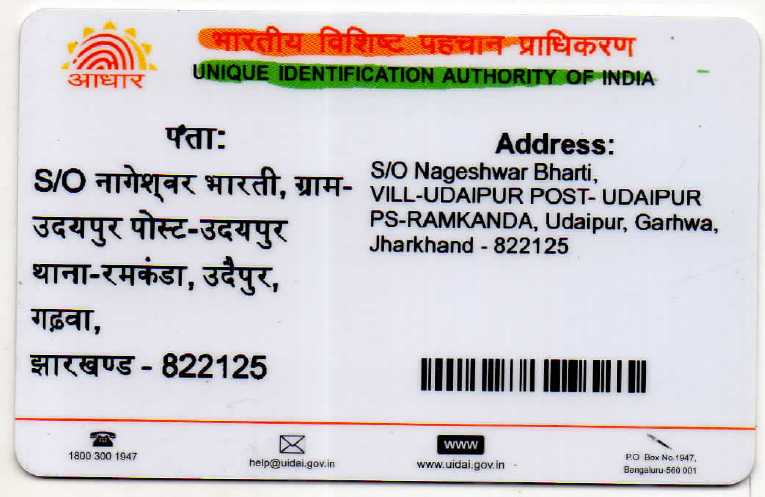 आधार
भारतीय विशिष्ट पहचान प्राधिकरण
UNIQUE IDENTIFICATION AUTHORITY OF INDIA
पता:
S/O नागेश्वर भारती, ग्राम-
उदयपुर पोस्ट-उदयपुर
थाना-रमकंडा, उदैपुर,
गढ़वा,
झारखण्ड - 822125
Address:
S/O Nageshwar Bharti,
VILL-UDAIPUR POST- UDAIPUR
PS-RAMKANDA, Udaipur, Garhwa,
Jharkhand - 822125
1800 300 1947
help@uidai.gov.in
www
www.uidai.gov.in
P.O Box No.1947,
Bengaluru-560 001